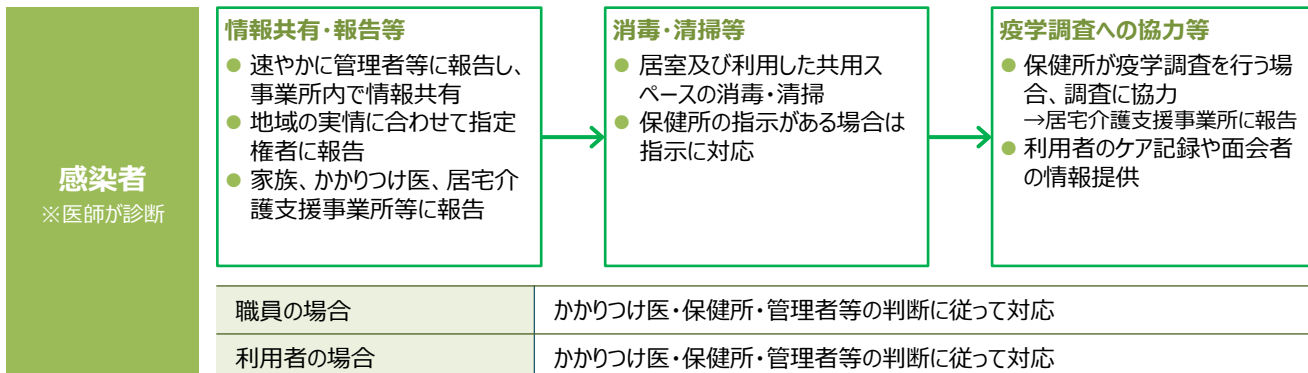 感染者
※医師が診断
情報共有・報告等
● 速やかに管理者等に報告し、
事業所内で情報共有
● 地域の実情に合わせて指定
権者に報告
● 家族、かかりつけ医、居宅介
護支援事業所等に報告
消毒・清掃等
● 居室及び利用した共用ス
ペースの消毒・清掃
● 保健所の指示がある場合は
指示に対応
疫学調査への協力等
● 保健所が疫学調査を行う場
合、調査に協力
→居宅介護支援事業所に報告
● 利用者のケア記録や面会者
の情報提供
職員の場合
かかりつけ医・保健所・管理者等の判断に従って対応
利用者の場合
かかりつけ医・保健所・管理者等の判断に従って対応